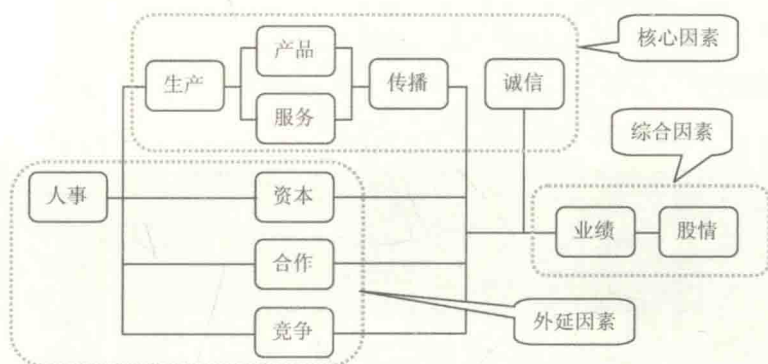 核心因素
产品
生产
传播
诚信
服务
综合因素
人事
资本
业绩
股情
合作
外延因素
竞争